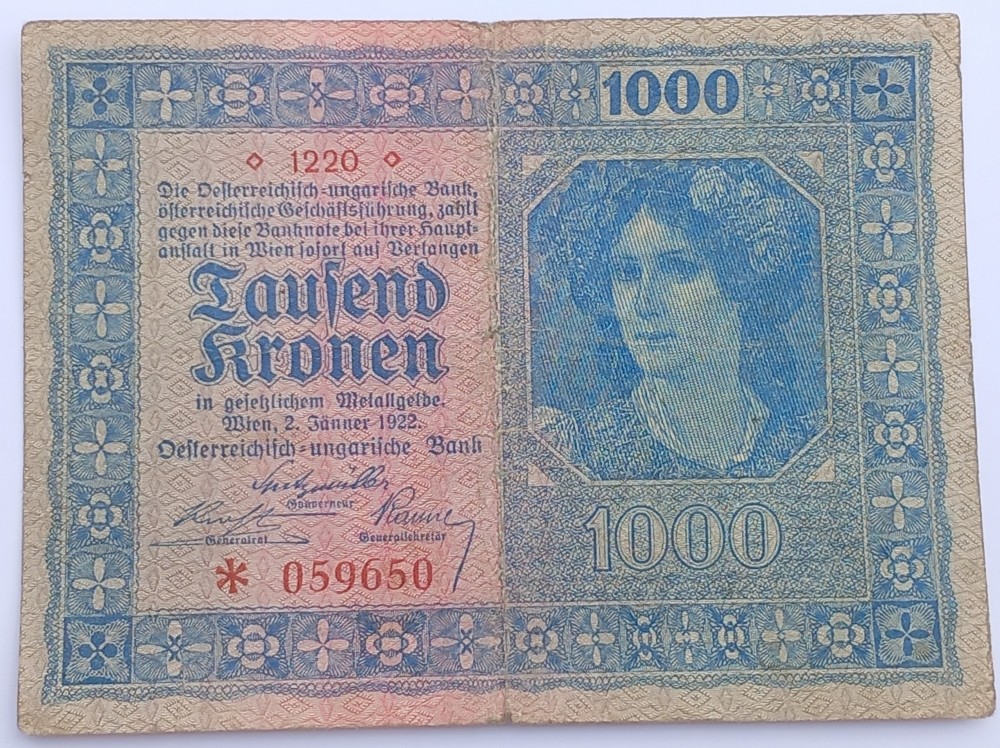 1000
◇ 1220 ◇
Die Oesterreichisch-ungarische Bank,
österreichische Geschäftsführung, zahlt
gegen diese Banknote bei ihrer Haupt-
anstalt in Wien sofort auf Verlangen
Tausend
Kronen
in gesetzlichem Metallgelde.
Wien, 2. Jänner 1922.
Oesterreichisch-ungarische Bank
Spitzmüller
Gouverneur
Generalrat
Generalsekretär
* 059650
1000